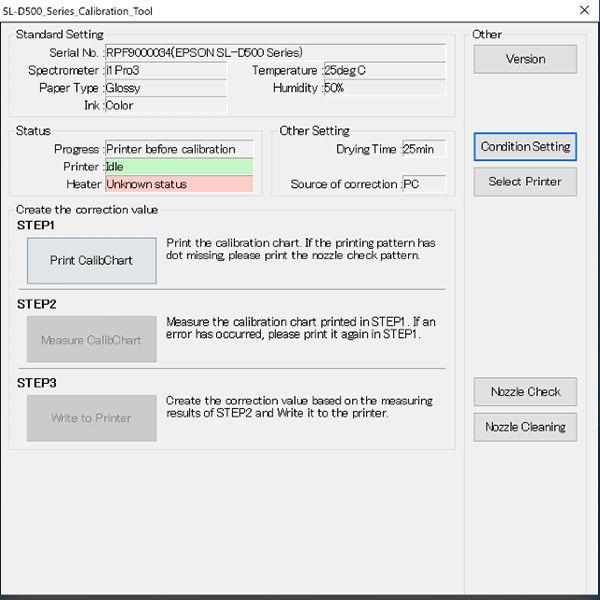 SL-D500_Series_Calibration_Tool
Standard Setting
Serial No. :RPF9000034(EPSON SL-D500 Series)
Spectrometer :i1 Pro3 Temperature :25deg C
Paper Type :Glossy Humidity :50%
Ink :Color
Other
Version
Condition Setting
Select Printer
Status
Progress :Printer before calibration
Printer :Idle
Heater :Unknown status
Other Setting
Drying Time :25min
Source of correction :PC
Create the correction value
STEP1
Print CalibChart
Print the calibration chart. If the printing pattern has
dot missing, please print the nozzle check pattern.
STEP2
Measure CalibChart
Measure the calibration chart printed in STEP1. If an
error has occurred, please print it again in STEP1.
STEP3
Write to Printer
Create the correction value based on the measuring
results of STEP2 and Write it to the printer.
Nozzle Check
Nozzle Cleaning